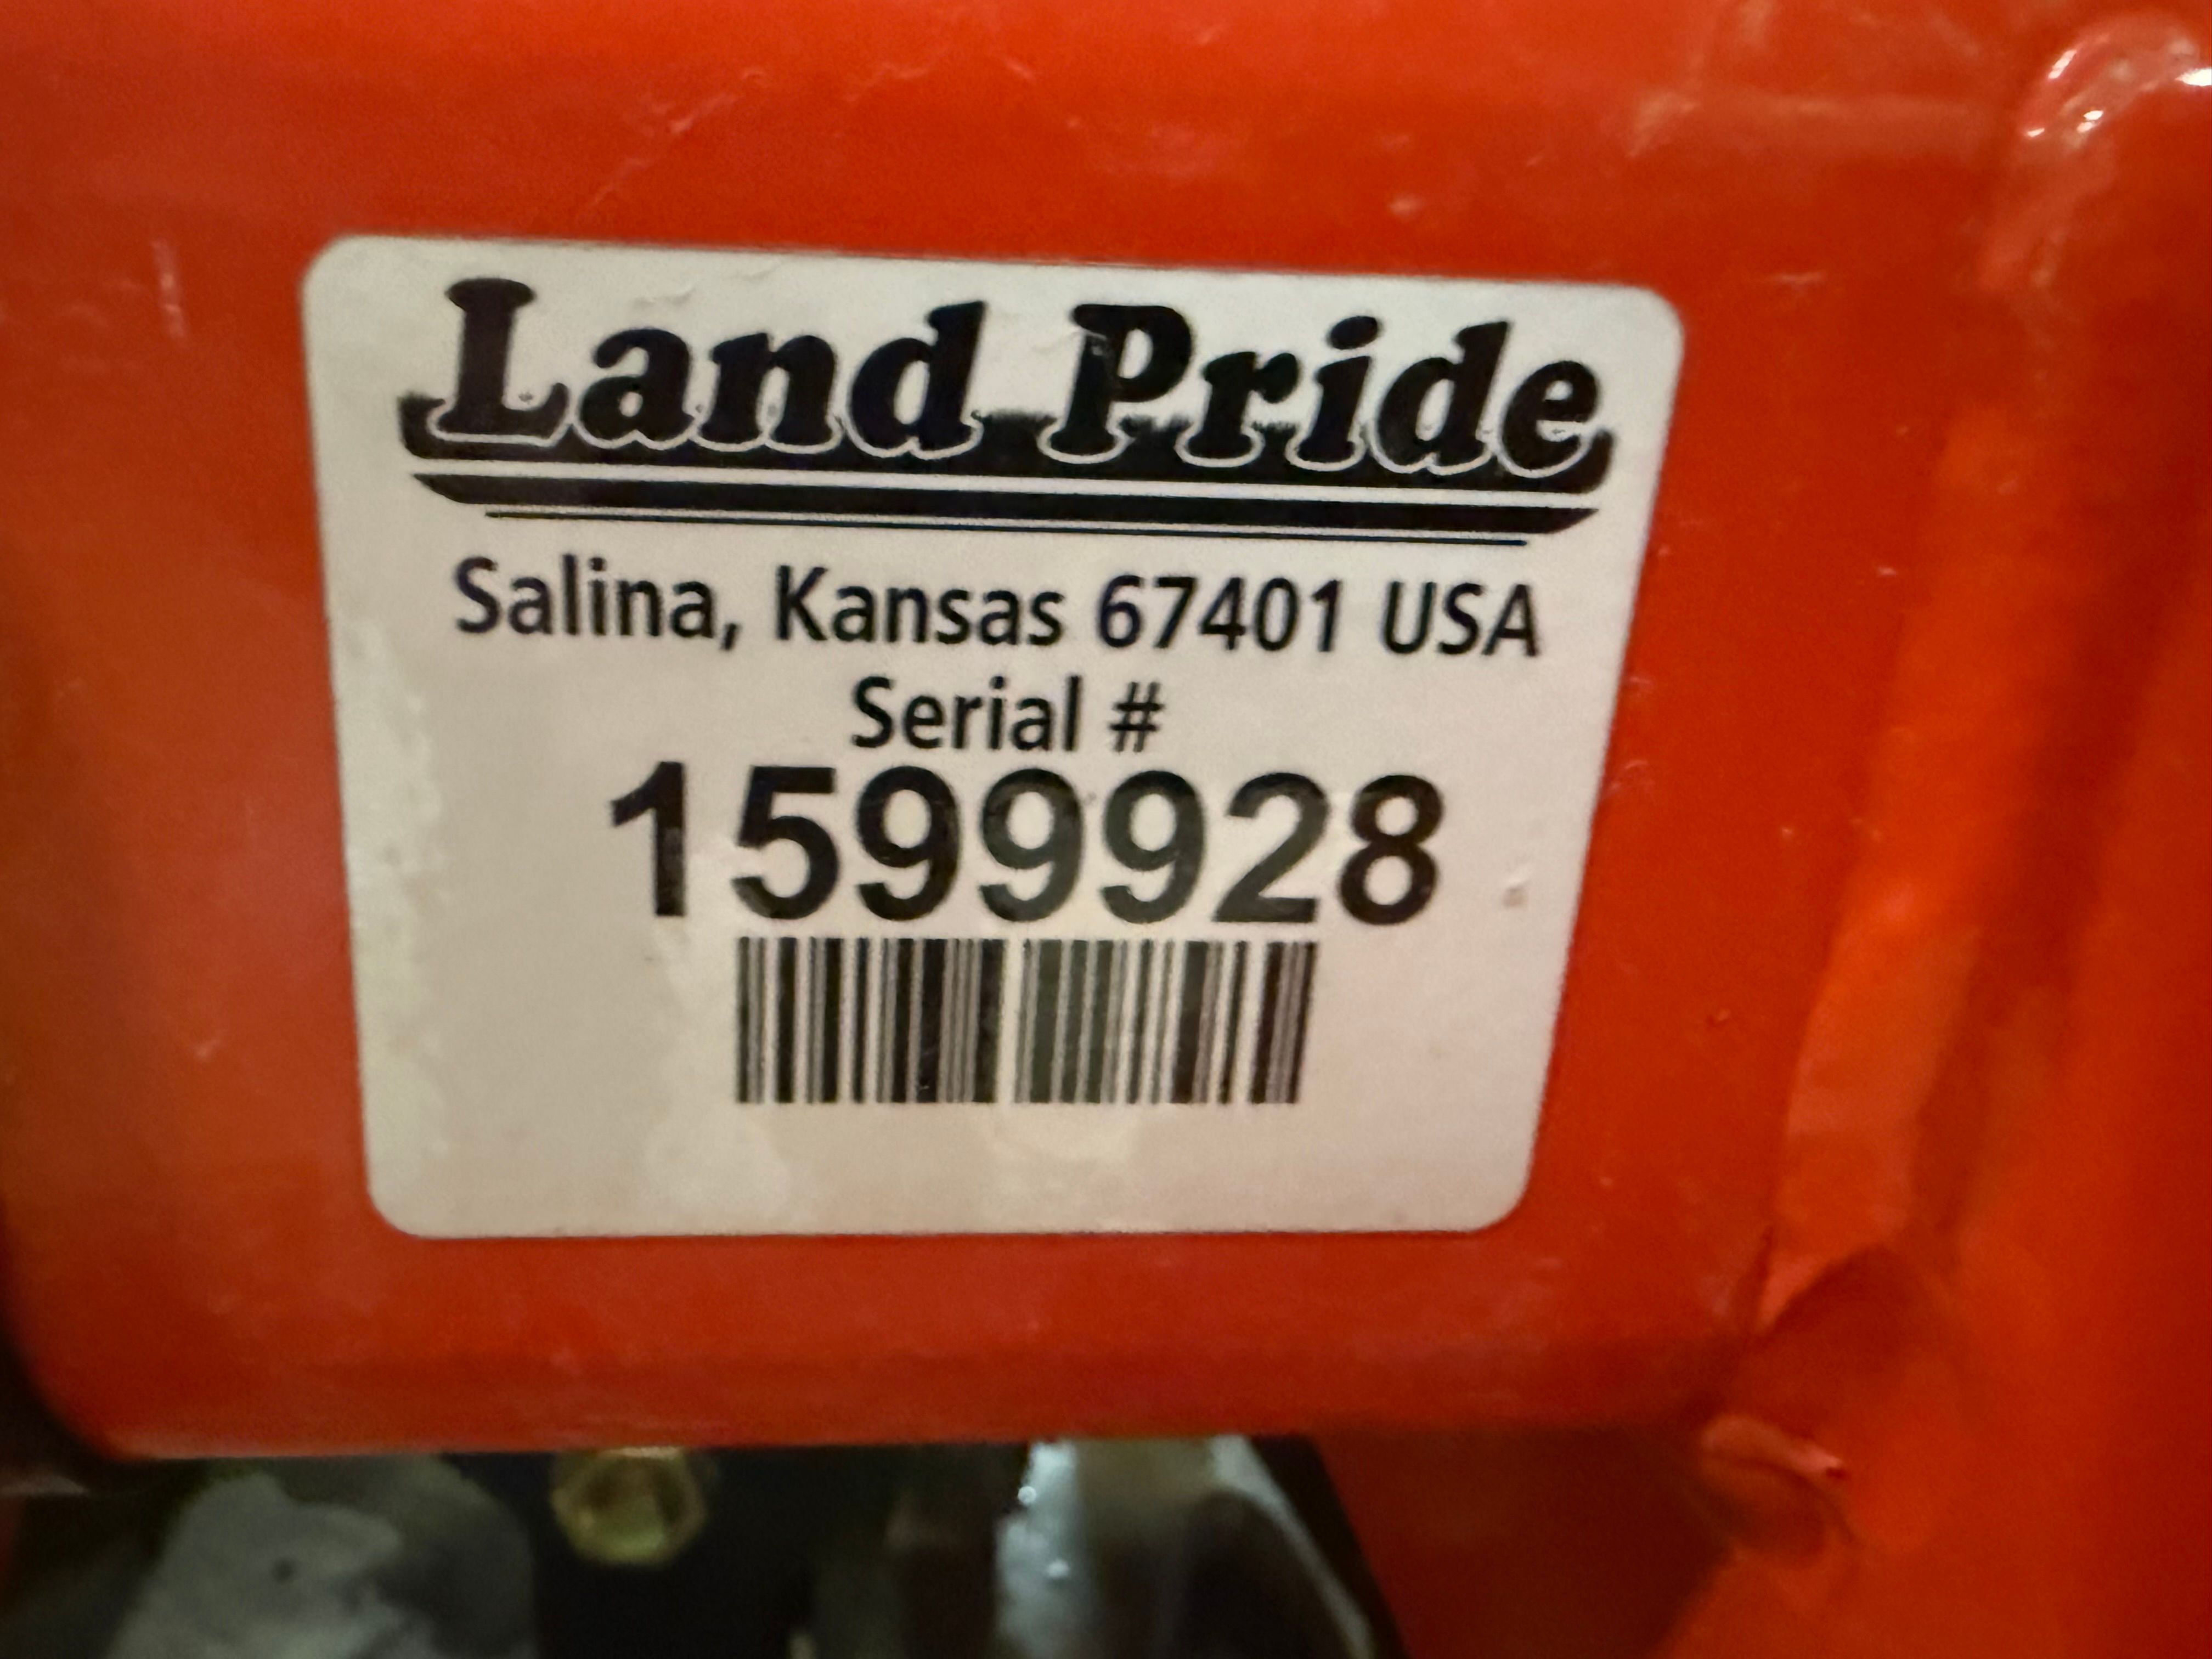 Land Pride
Salina, Kansas 67401 USA
Serial #
1599928